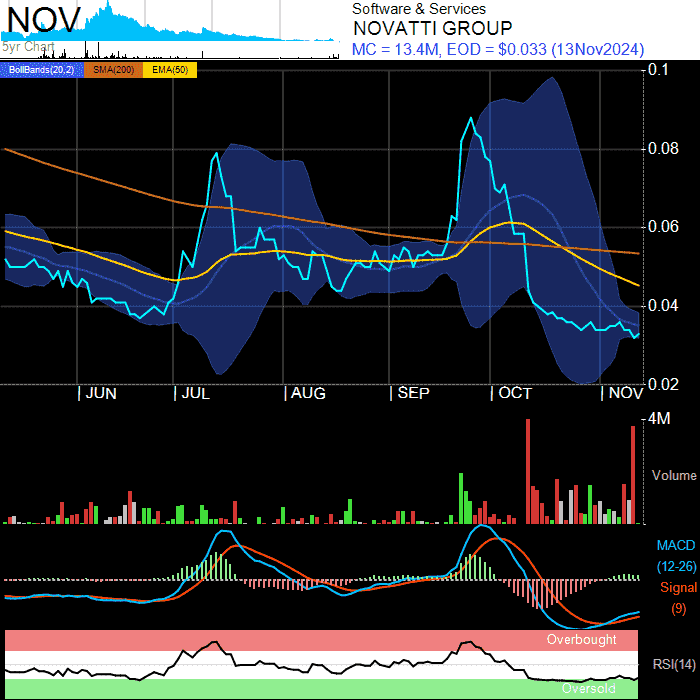 NOV
5yr Chart
Software & Services
NOVATTI GROUP
MC = 13.4M, EOD = $0.033 (13Nov2024)
BollBands(20,2) SMA(200) EMA(50)
0.1
0.08
0.06
0.04
0.02
JUN JUL AUG SEP OCT NOV
4M
Volume
MACD
(12-26)
Signal
(9)
Overbought
RSI(14)
Oversold